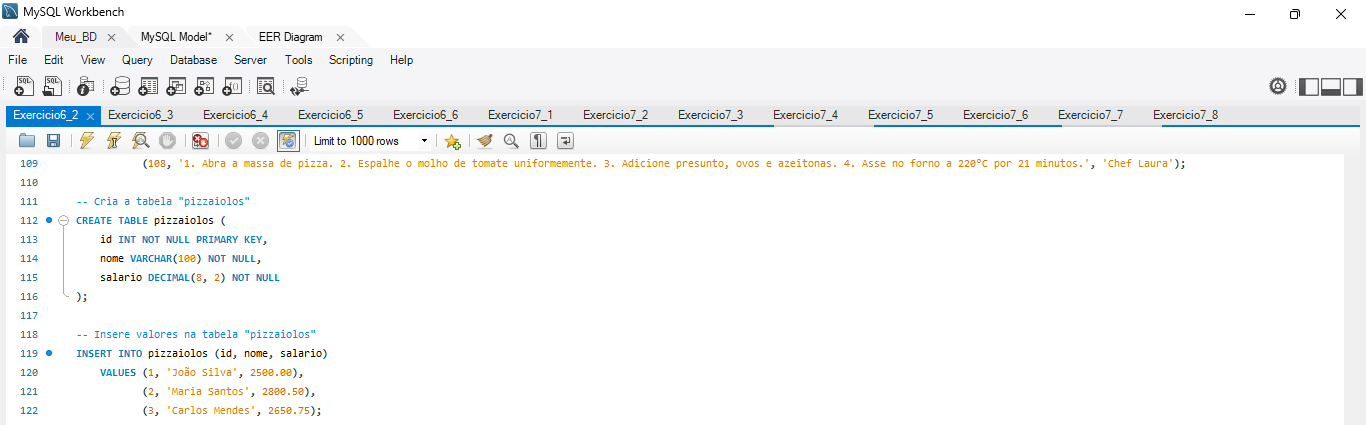 MySQL Workbench
Meu_BD MySQL Model* EER Diagram
File Edit View Query Database Server Tools Scripting Help
Exercicio6_2 Exercicio6_3 Exercicio6_4 Exercicio6_5 Exercicio6_6 Exercicio7_1 Exercicio7_2 Exercicio7_3 Exercicio7_4 Exercicio7_5 Exercicio7_6 Exercicio7_7 Exercicio7_8
Limit to 1000 rows
109 (108, '1. Abra a massa de pizza. 2. Espalhe o molho de tomate uniformemente. 3. Adicione presunto, ovos e azeitonas. 4. Asse no forno a 220°C por 21 minutos.', 'Chef Laura');
110
111 -- Cria a tabela "pizzaiolos"
112 CREATE TABLE pizzaiolos (
113 id INT NOT NULL PRIMARY KEY,
114 nome VARCHAR(100) NOT NULL,
115 salario DECIMAL(8, 2) NOT NULL
116 );
117
118 -- Insere valores na tabela "pizzaiolos"
119 INSERT INTO pizzaiolos (id, nome, salario)
120 VALUES (1, 'João Silva', 2500.00),
121 (2, 'Maria Santos', 2800.50),
122 (3, 'Carlos Mendes', 2650.75);